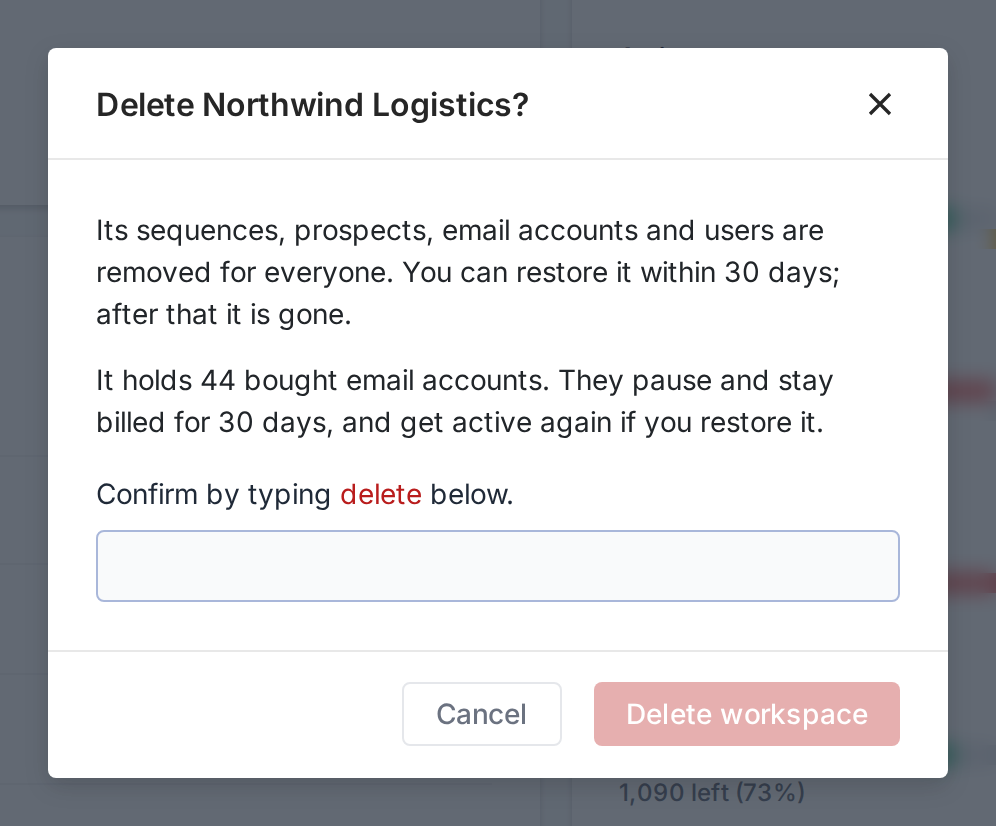 Delete Northwind Logistics?
Its sequences, prospects, email accounts and users are
removed for everyone. You can restore it within 30 days;
after that it is gone.
It holds 44 bought email accounts. They pause and stay
billed for 30 days, and get active again if you restore it.
Confirm by typing delete below.
Cancel
Delete workspace
1,090 left (73%)